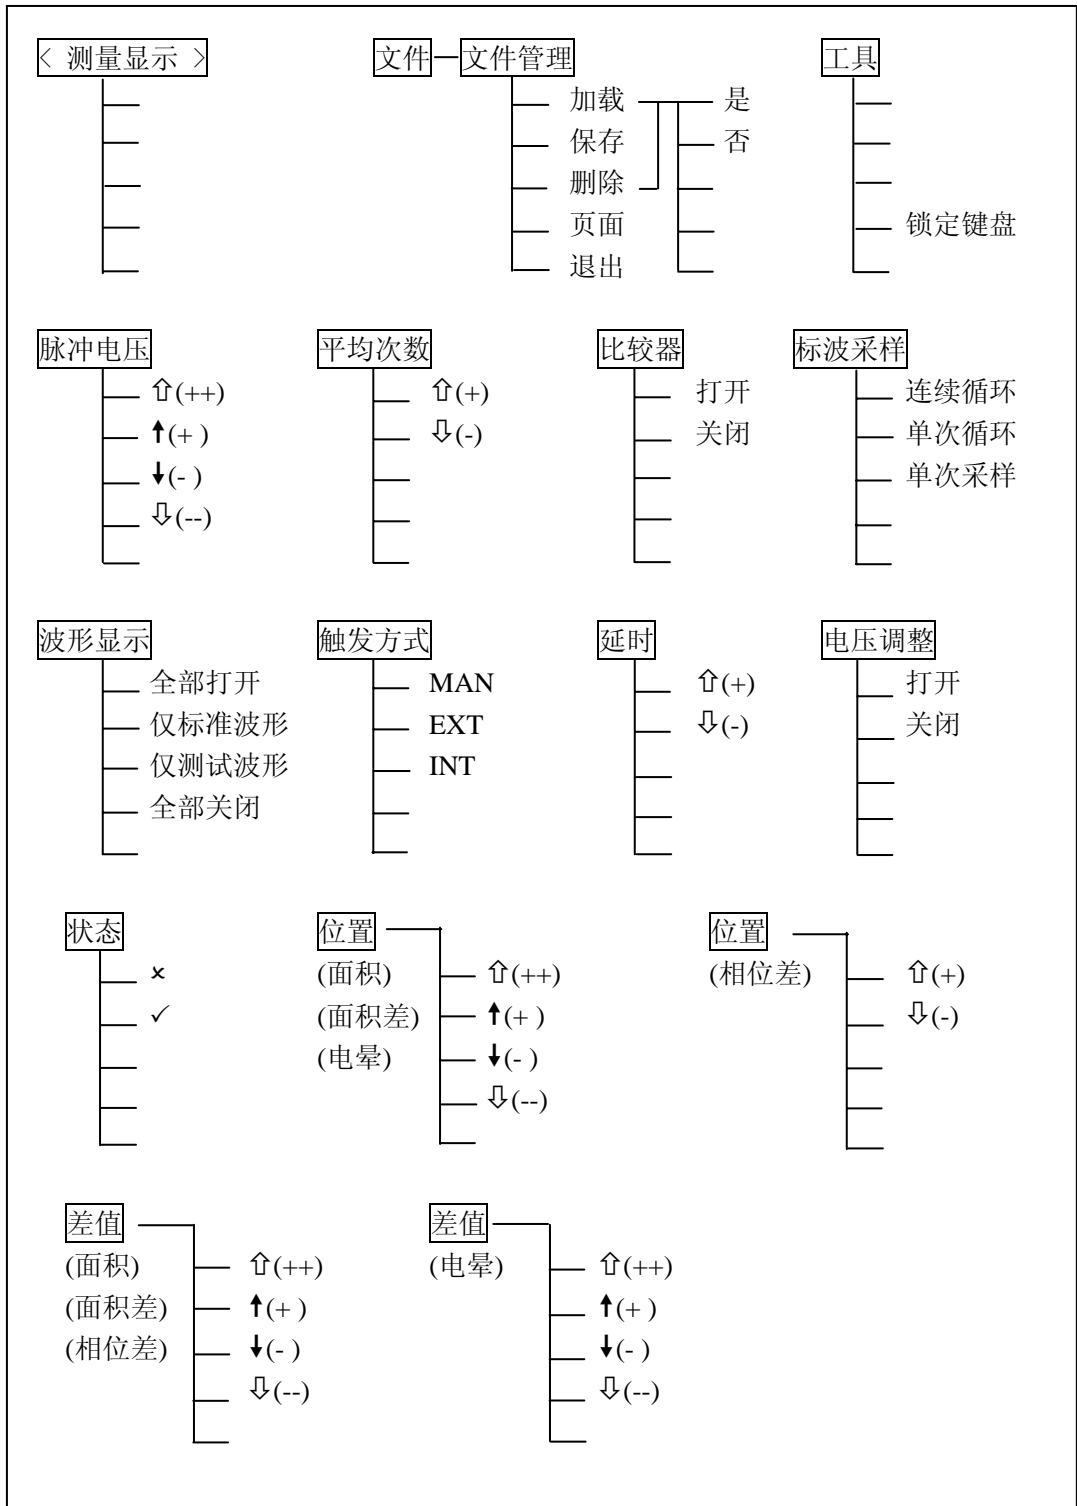 < 测量显示 >
文件 文件管理
加载
保存
删除
页面
退出
是
否
工具
锁定键盘
脉冲电压
⇧(++)
↑(+ )
↓(- )
⇩(--)
平均次数
⇧(+)
⇩(-)
比较器
打开
关闭
标波采样
连续循环
单次循环
单次采样
波形显示
全部打开
仅标准波形
仅测试波形
全部关闭
触发方式
MAN
EXT
INT
延时
⇧(+)
⇩(-)
电压调整
打开
关闭
状态
×
✓
位置
(面积)
(面积差)
(电晕)
⇧(++)
↑(+ )
↓(- )
⇩(--)
位置
(相位差)
⇧(+)
⇩(-)
差值
(面积)
(面积差)
(相位差)
⇧(++)
↑(+ )
↓(- )
⇩(--)
差值
(电晕)
⇧(++)
↑(+ )
↓(- )
⇩(--)